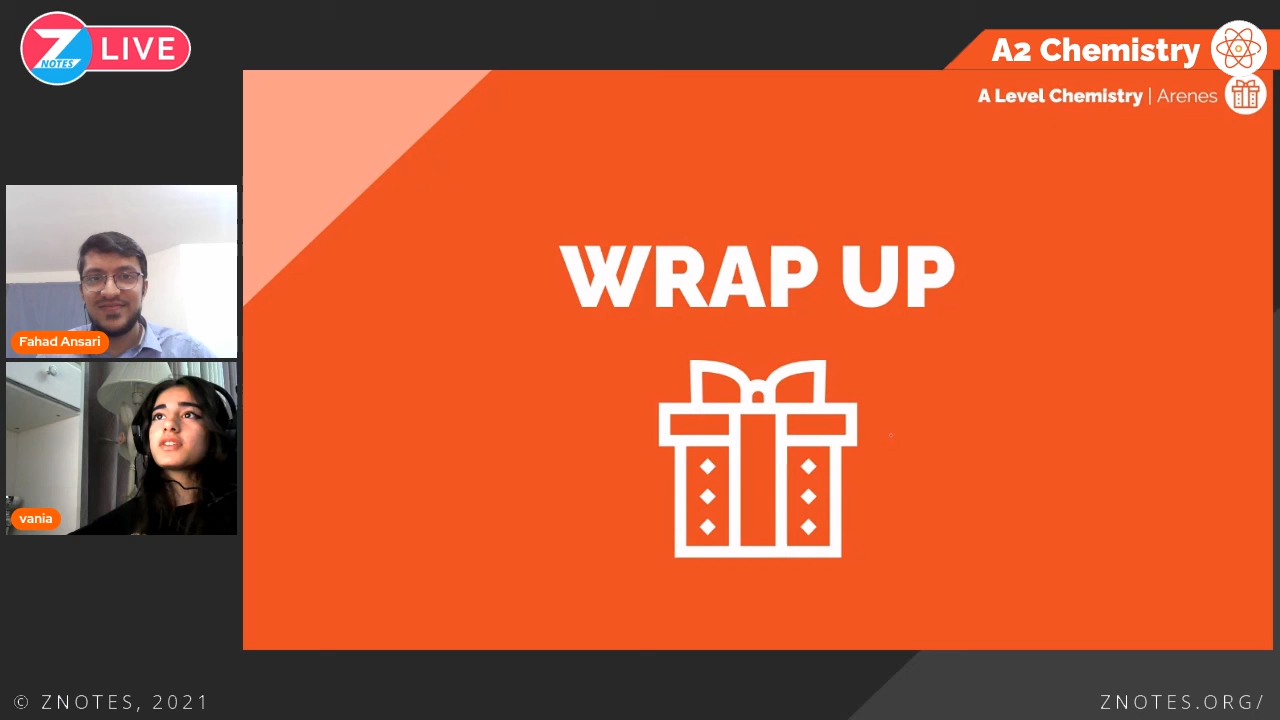 Z NOTES LIVE
A2 Chemistry
A Level Chemistry | Arenes
WRAP UP
Fahad Ansari
vania
© ZNOTES, 2021
ZNOTES.ORG/